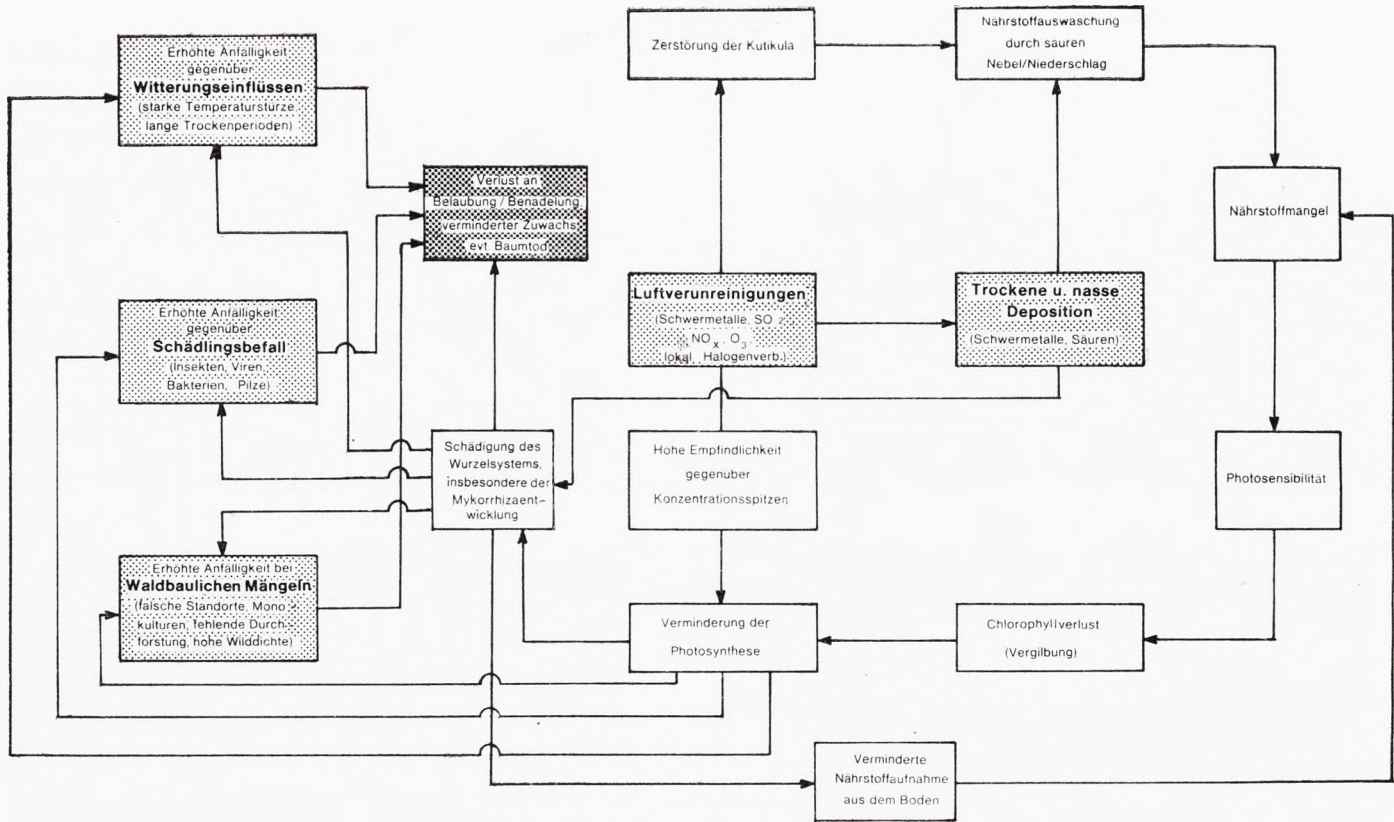 Erhöhte Anfälligkeit
gegenüber
Witterungseinflüssen
(starke Temperaturstürze,
lange Trockenperioden)
Zerstörung der Kutikula
Nährstoffauswaschung
durch sauren
Nebel/Niederschlag
Verlust an
Belaubung / Benadelung,
verminderter Zuwachs
evt. Baumtod
Nährstoffmangel
Erhöhte Anfälligkeit
gegenüber
Schädlingsbefall
(Insekten, Viren,
Bakterien, Pilze)
Luftverunreinigungen
(Schwermetalle, SO 2,
NOx, O3
lokal Halogenverb.)
Trockene u. nasse
Deposition
(Schwermetalle, Säuren)
Schädigung des
Wurzelsystems,
insbesondere der
Mykorrhizaent-
wicklung
Hohe Empfindlichkeit
gegenüber
Konzentrationsspitzen
Photosensibilität
Erhöhte Anfälligkeit bei
Waldbaulichen Mängeln
(falsche Standorte, Mono-
kulturen, fehlende Durch-
forstung, hohe Wilddichte)
Verminderung der
Photosynthese
Chlorophyllverlust
(Vergilbung)
Verminderte
Nährstoffaufnahme
aus dem Boden